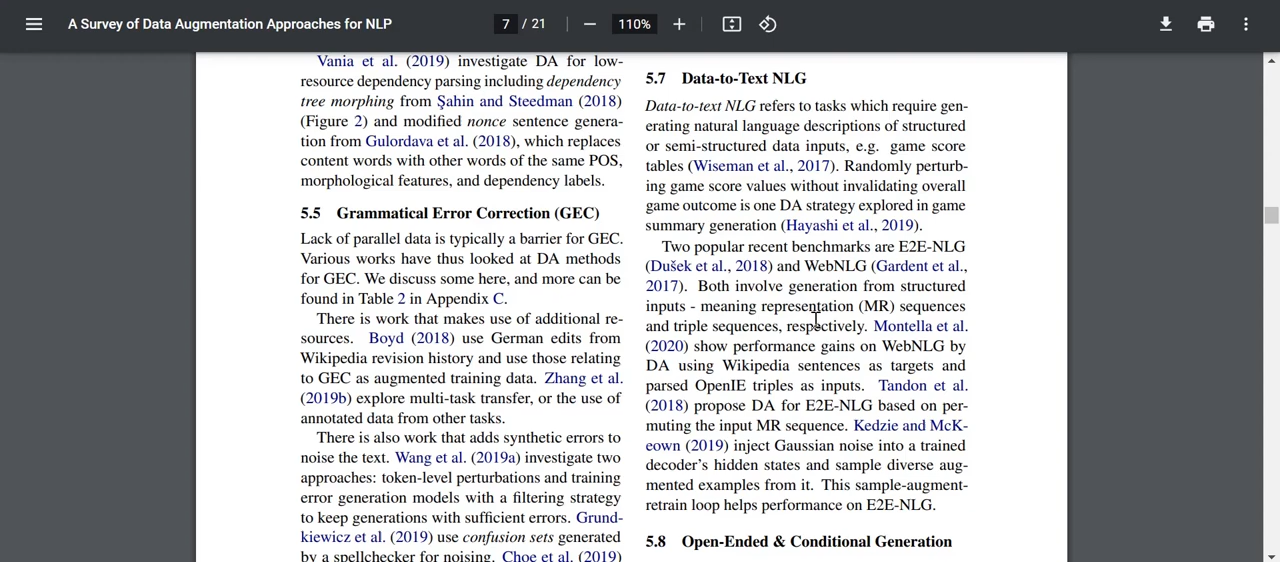 A Survey of Data Augmentation Approaches for NLP
7 / 21
110%
Vania et al. (2019) investigate DA for low-
resource dependency parsing including dependency
tree morphing from Şahin and Steedman (2018)
(Figure 2) and modified nonce sentence genera-
tion from Gulordava et al. (2018), which replaces
content words with other words of the same POS,
morphological features, and dependency labels.
5.5 Grammatical Error Correction (GEC)
Lack of parallel data is typically a barrier for GEC.
Various works have thus looked at DA methods
for GEC. We discuss some here, and more can be
found in Table 2 in Appendix C.
There is work that makes use of additional re-
sources. Boyd (2018) use German edits from
Wikipedia revision history and use those relating
to GEC as augmented training data. Zhang et al.
(2019b) explore multi-task transfer, or the use of
annotated data from other tasks.
There is also work that adds synthetic errors to
noise the text. Wang et al. (2019a) investigate two
approaches: token-level perturbations and training
error generation models with a filtering strategy
to keep generations with sufficient errors. Grund-
kiewicz et al. (2019) use confusion sets generated
by a spellchecker for noising. Choe et al. (2019)
5.7 Data-to-Text NLG
Data-to-text NLG refers to tasks which require gen-
erating natural language descriptions of structured
or semi-structured data inputs, e.g. game score
tables (Wiseman et al., 2017). Randomly perturb-
ing game score values without invalidating overall
game outcome is one DA strategy explored in game
summary generation (Hayashi et al., 2019).
Two popular recent benchmarks are E2E-NLG
(Dušek et al., 2018) and WebNLG (Gardent et al.,
2017). Both involve generation from structured
inputs - meaning representation (MR) sequences
and triple sequences, respectively. Montella et al.
(2020) show performance gains on WebNLG by
DA using Wikipedia sentences as targets and
parsed OpenIE triples as inputs. Tandon et al.
(2018) propose DA for E2E-NLG based on per-
muting the input MR sequence. Kedzie and McK-
eown (2019) inject Gaussian noise into a trained
decoder's hidden states and sample diverse aug-
mented examples from it. This sample-augment-
retrain loop helps performance on E2E-NLG.
5.8 Open-Ended & Conditional Generation